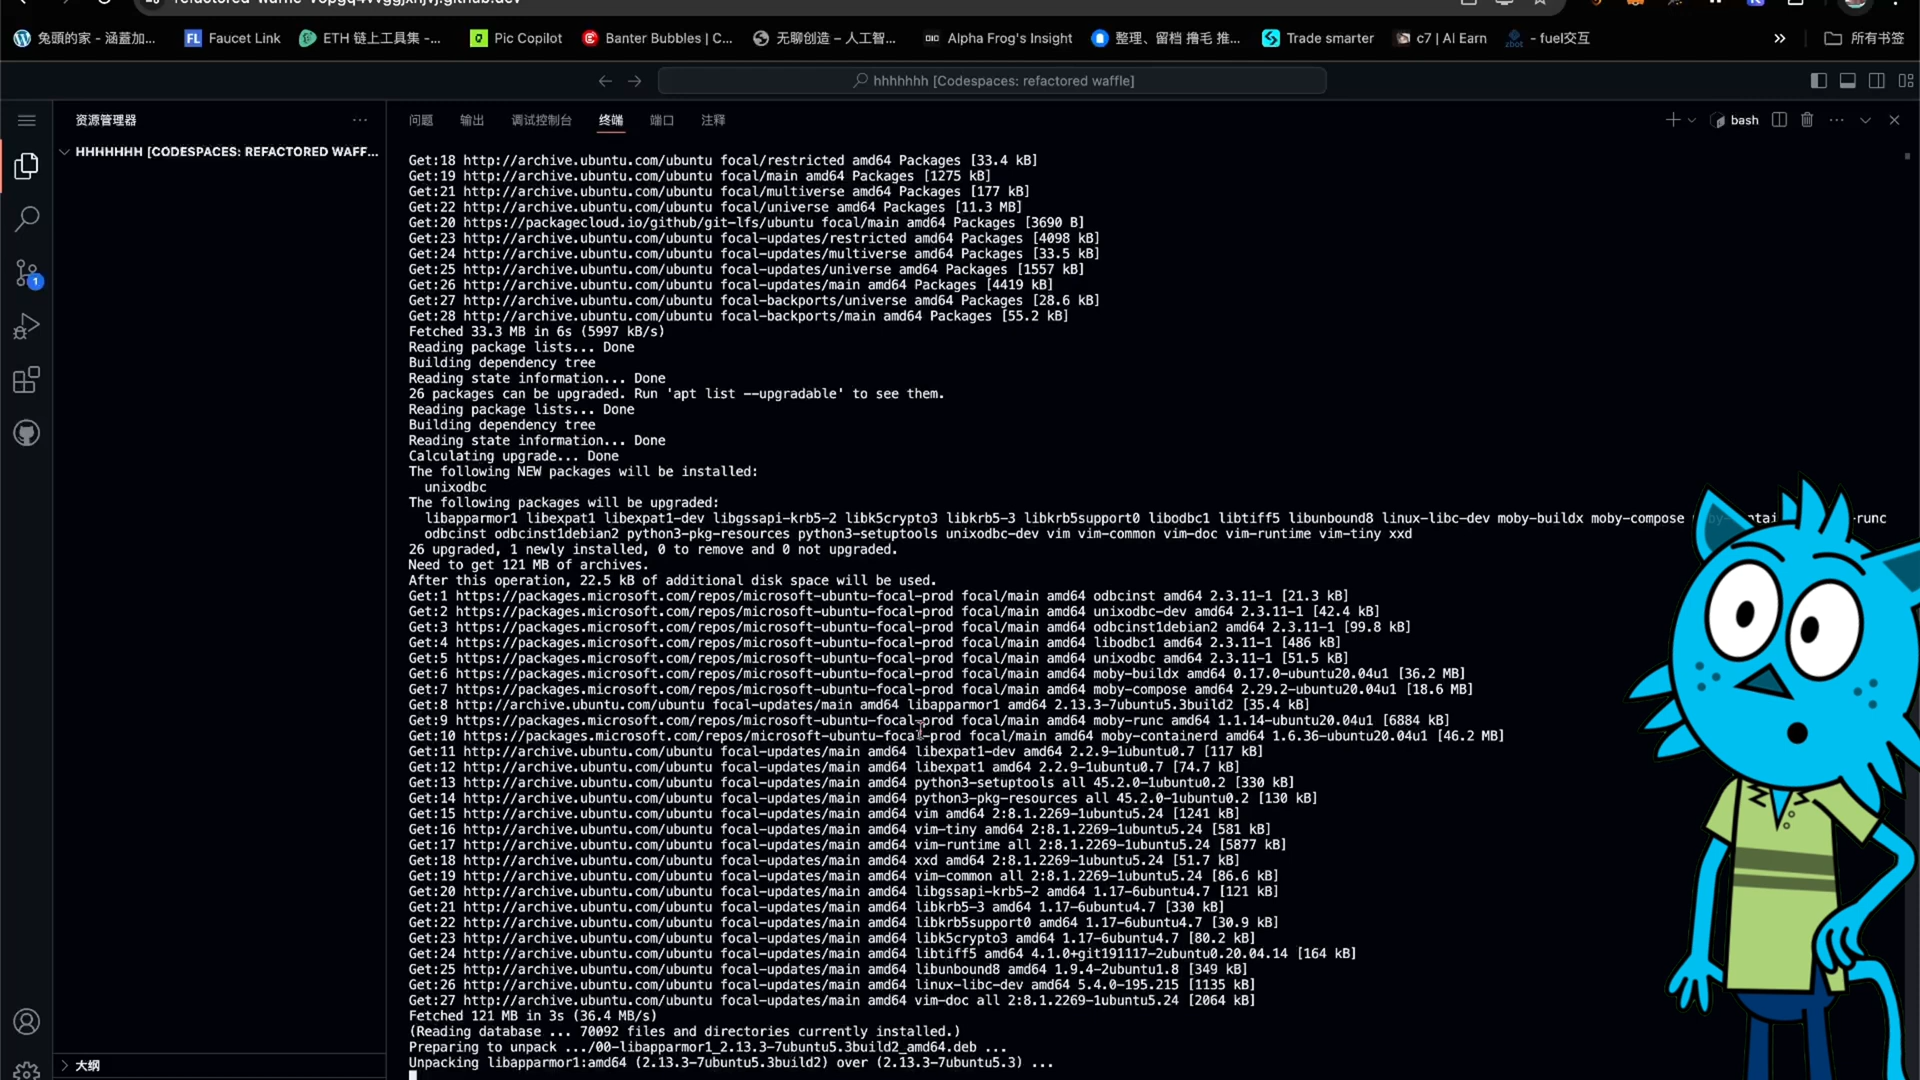 兔頭的家 - 涵蓋加...
FL Faucet Link
ETH 链上工具集 -...
Pic Copilot
Banter Bubbles | C...
无聊创造 – 人工智...
DIC Alpha Frog's Insight
整理、留档 撸毛 推...
Trade smarter
c7 | AI Earn
zbot - fuel交互
所有书签
hhhhhhh [Codespaces: refactored waffle]
资源管理器
问题 输出 调试控制台 终端 端口 注释
bash
HHHHHHH [CODESPACES: REFACTORED WAFF...
1
Get:18 http://archive.ubuntu.com/ubuntu focal/restricted amd64 Packages [33.4 kB]
Get:19 http://archive.ubuntu.com/ubuntu focal/main amd64 Packages [1275 kB]
Get:21 http://archive.ubuntu.com/ubuntu focal/multiverse amd64 Packages [177 kB]
Get:22 http://archive.ubuntu.com/ubuntu focal/universe amd64 Packages [11.3 MB]
Get:20 https://packagecloud.io/github/git-lfs/ubuntu focal/main amd64 Packages [3690 B]
Get:23 http://archive.ubuntu.com/ubuntu focal-updates/restricted amd64 Packages [4098 kB]
Get:24 http://archive.ubuntu.com/ubuntu focal-updates/multiverse amd64 Packages [33.5 kB]
Get:25 http://archive.ubuntu.com/ubuntu focal-updates/universe amd64 Packages [1557 kB]
Get:26 http://archive.ubuntu.com/ubuntu focal-updates/main amd64 Packages [4419 kB]
Get:27 http://archive.ubuntu.com/ubuntu focal-backports/universe amd64 Packages [28.6 kB]
Get:28 http://archive.ubuntu.com/ubuntu focal-backports/main amd64 Packages [55.2 kB]
Fetched 33.3 MB in 6s (5997 kB/s)
Reading package lists... Done
Building dependency tree
Reading state information... Done
26 packages can be upgraded. Run 'apt list --upgradable' to see them.
Reading package lists... Done
Building dependency tree
Reading state information... Done
Calculating upgrade... Done
The following NEW packages will be installed:
unixodbc
The following packages will be upgraded:
libapparmor1 libexpat1 libexpat1-dev libgssapi-krb5-2 libk5crypto3 libkrb5-3 libkrb5support0 libodbc1 libtiff5 libunbound8 linux-libc-dev moby-buildx moby-compose runc
odbcinst odbcinst1debian2 python3-pkg-resources python3-setuptools unixodbc-dev vim vim-common vim-doc vim-runtime vim-tiny xxd
26 upgraded, 1 newly installed, 0 to remove and 0 not upgraded.
Need to get 121 MB of archives.
After this operation, 22.5 kB of additional disk space will be used.
Get:1 https://packages.microsoft.com/repos/microsoft-ubuntu-focal-prod focal/main amd64 odbcinst amd64 2.3.11-1 [21.3 kB]
Get:2 https://packages.microsoft.com/repos/microsoft-ubuntu-focal-prod focal/main amd64 unixodbc-dev amd64 2.3.11-1 [42.4 kB]
Get:3 https://packages.microsoft.com/repos/microsoft-ubuntu-focal-prod focal/main amd64 odbcinst1debian2 amd64 2.3.11-1 [99.8 kB]
Get:4 https://packages.microsoft.com/repos/microsoft-ubuntu-focal-prod focal/main amd64 libodbc1 amd64 2.3.11-1 [486 kB]
Get:5 https://packages.microsoft.com/repos/microsoft-ubuntu-focal-prod focal/main amd64 unixodbc amd64 2.3.11-1 [51.5 kB]
Get:6 https://packages.microsoft.com/repos/microsoft-ubuntu-focal-prod focal/main amd64 moby-buildx amd64 0.17.0-ubuntu20.04u1 [36.2 MB]
Get:7 https://packages.microsoft.com/repos/microsoft-ubuntu-focal-prod focal/main amd64 moby-compose amd64 2.29.2-ubuntu20.04u1 [18.6 MB]
Get:8 http://archive.ubuntu.com/ubuntu focal-updates/main amd64 libapparmor1 amd64 2.13.3-7ubuntu5.3build2 [35.4 kB]
Get:9 https://packages.microsoft.com/repos/microsoft-ubuntu-focal-prod focal/main amd64 moby-runc amd64 1.1.14-ubuntu20.04u1 [6884 kB]
Get:10 https://packages.microsoft.com/repos/microsoft-ubuntu-focal-prod focal/main amd64 moby-containerd amd64 1.6.36-ubuntu20.04u1 [46.2 MB]
Get:11 http://archive.ubuntu.com/ubuntu focal-updates/main amd64 libexpat1-dev amd64 2.2.9-1ubuntu0.7 [117 kB]
Get:12 http://archive.ubuntu.com/ubuntu focal-updates/main amd64 libexpat1 amd64 2.2.9-1ubuntu0.7 [74.7 kB]
Get:13 http://archive.ubuntu.com/ubuntu focal-updates/main amd64 python3-setuptools all 45.2.0-1ubuntu0.2 [330 kB]
Get:14 http://archive.ubuntu.com/ubuntu focal-updates/main amd64 python3-pkg-resources all 45.2.0-1ubuntu0.2 [130 kB]
Get:15 http://archive.ubuntu.com/ubuntu focal-updates/main amd64 vim amd64 2:8.1.2269-1ubuntu5.24 [1241 kB]
Get:16 http://archive.ubuntu.com/ubuntu focal-updates/main amd64 vim-tiny amd64 2:8.1.2269-1ubuntu5.24 [581 kB]
Get:17 http://archive.ubuntu.com/ubuntu focal-updates/main amd64 vim-runtime all 2:8.1.2269-1ubuntu5.24 [5877 kB]
Get:18 http://archive.ubuntu.com/ubuntu focal-updates/main amd64 xxd amd64 2:8.1.2269-1ubuntu5.24 [51.7 kB]
Get:19 http://archive.ubuntu.com/ubuntu focal-updates/main amd64 vim-common all 2:8.1.2269-1ubuntu5.24 [86.6 kB]
Get:20 http://archive.ubuntu.com/ubuntu focal-updates/main amd64 libgssapi-krb5-2 amd64 1.17-6ubuntu4.7 [121 kB]
Get:21 http://archive.ubuntu.com/ubuntu focal-updates/main amd64 libkrb5-3 amd64 1.17-6ubuntu4.7 [330 kB]
Get:22 http://archive.ubuntu.com/ubuntu focal-updates/main amd64 libkrb5support0 amd64 1.17-6ubuntu4.7 [30.9 kB]
Get:23 http://archive.ubuntu.com/ubuntu focal-updates/main amd64 libk5crypto3 amd64 1.17-6ubuntu4.7 [80.2 kB]
Get:24 http://archive.ubuntu.com/ubuntu focal-updates/main amd64 libtiff5 amd64 4.1.0+git191117-2ubuntu0.20.04.14 [164 kB]
Get:25 http://archive.ubuntu.com/ubuntu focal-updates/main amd64 libunbound8 amd64 1.9.4-2ubuntu1.8 [349 kB]
Get:26 http://archive.ubuntu.com/ubuntu focal-updates/main amd64 linux-libc-dev amd64 5.4.0-195.215 [1135 kB]
Get:27 http://archive.ubuntu.com/ubuntu focal-updates/main amd64 vim-doc all 2:8.1.2269-1ubuntu5.24 [2064 kB]
Fetched 121 MB in 3s (36.4 MB/s)
(Reading database ... 70092 files and directories currently installed.)
Preparing to unpack .../00-libapparmor1_2.13.3-7ubuntu5.3build2_amd64.deb ...
Unpacking libapparmor1:amd64 (2.13.3-7ubuntu5.3build2) over (2.13.3-7ubuntu5.3) ...
大纲